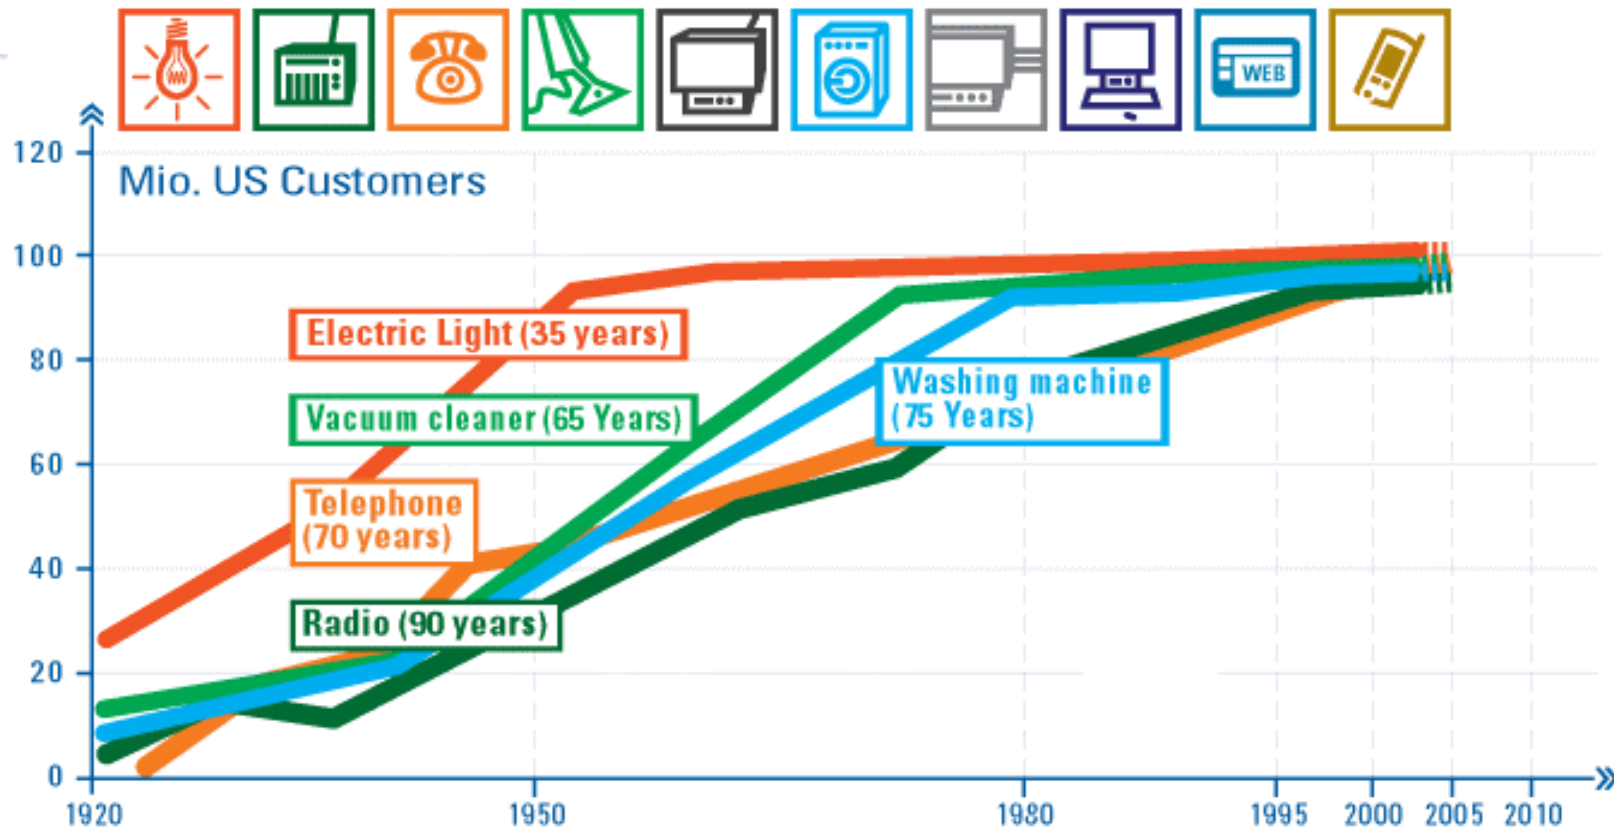 WEB
120
Mio. US Customers
100
Electric Light (35 years)
80
Washing machine
(75 Years)
Vacuum cleaner (65 Years)
60
Telephone
(70 years)
40
Radio (90 years)
20
0
1920 1950 1980 1995 2000 2005 2010